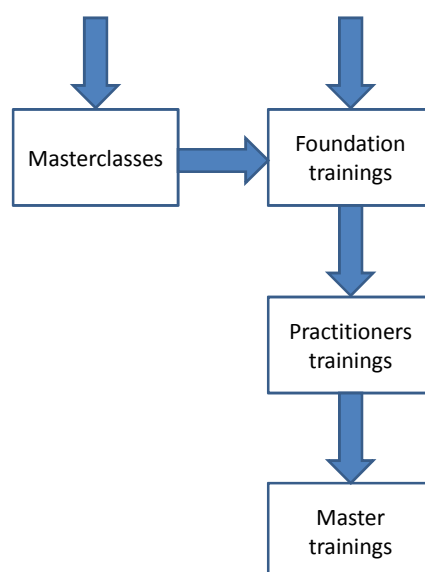 Masterclasses
Foundation
trainings
Practitioners
trainings
Master
trainings